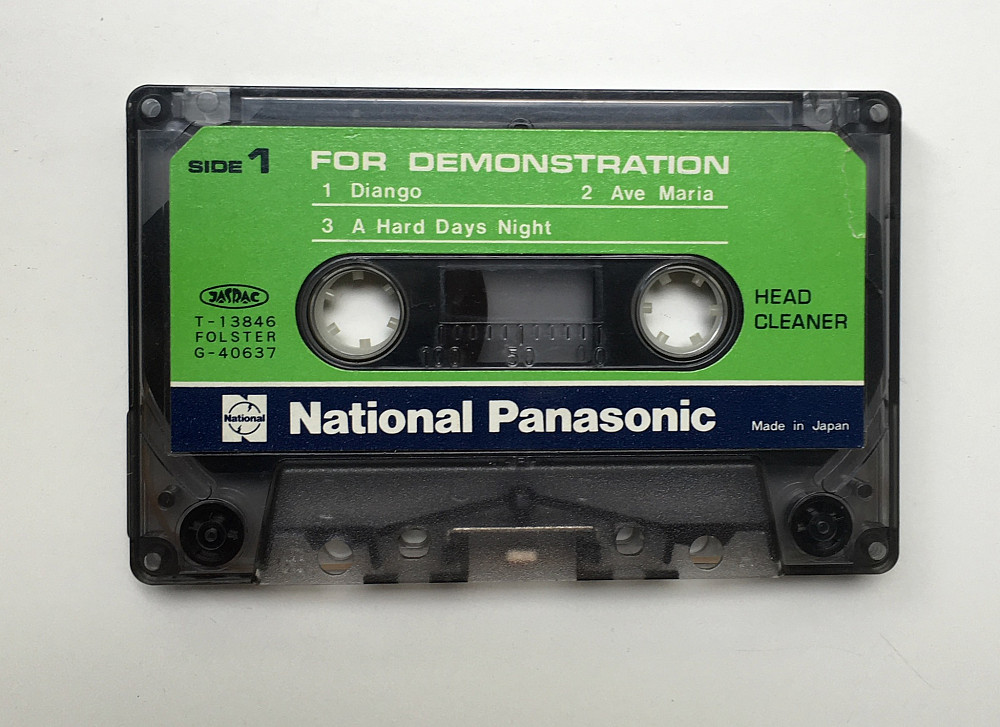 SIDE 1 FOR DEMONSTRATION
1 Diango 2 Ave Maria
3 A Hard Days Night
JASRAC
T-13846
FOLSTER
G-40637
HEAD
CLEANER
100 50 0
National
National Panasonic
Made in Japan